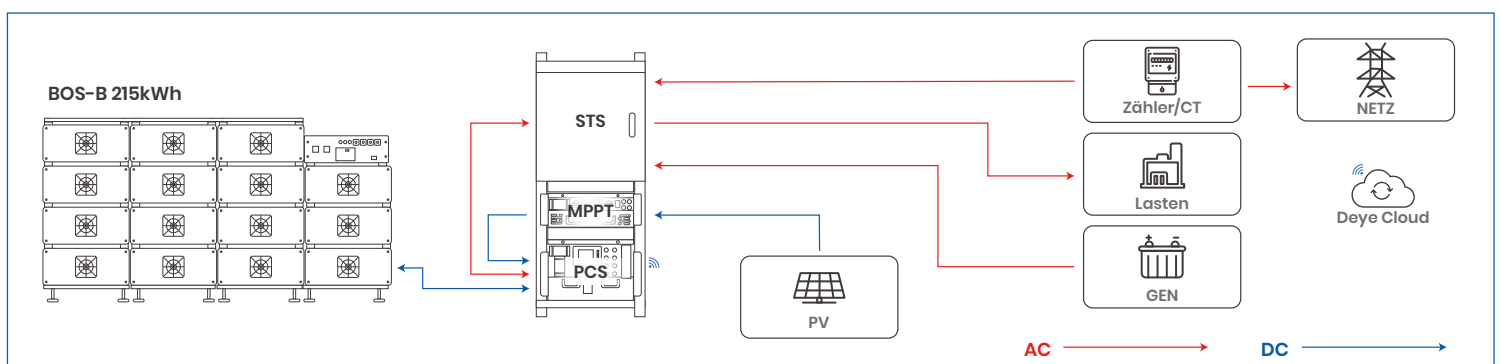 BOS-B 215kWh
STS
MPPT
PCS
PV
Zähler/CT
NETZ
Lasten
Deye Cloud
GEN
AC
DC